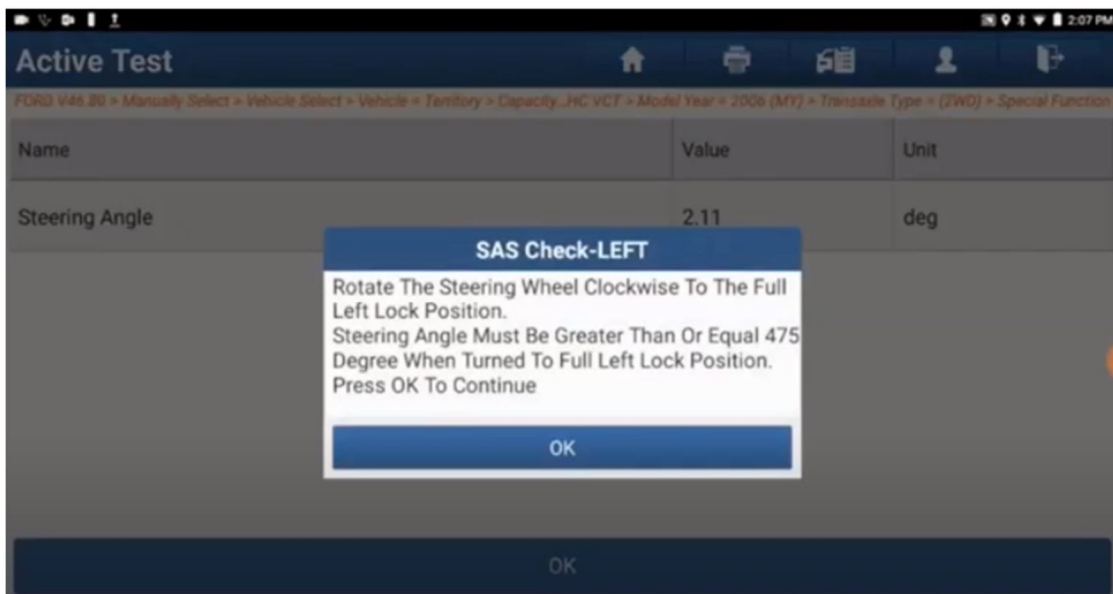 2:07 PM
Active Test
FORD V46.80 > Manually Select > Vehicle Select > Vehicle = Territory > Capacity...HC VCT > Model Year = 2006 (MY) > Transaxle Type = (2WD) > Special Function
Name Value Unit
Steering Angle 2.11 deg
SAS Check-LEFT
Rotate The Steering Wheel Clockwise To The Full
Left Lock Position.
Steering Angle Must Be Greater Than Or Equal 475
Degree When Turned To Full Left Lock Position.
Press OK To Continue
OK
OK